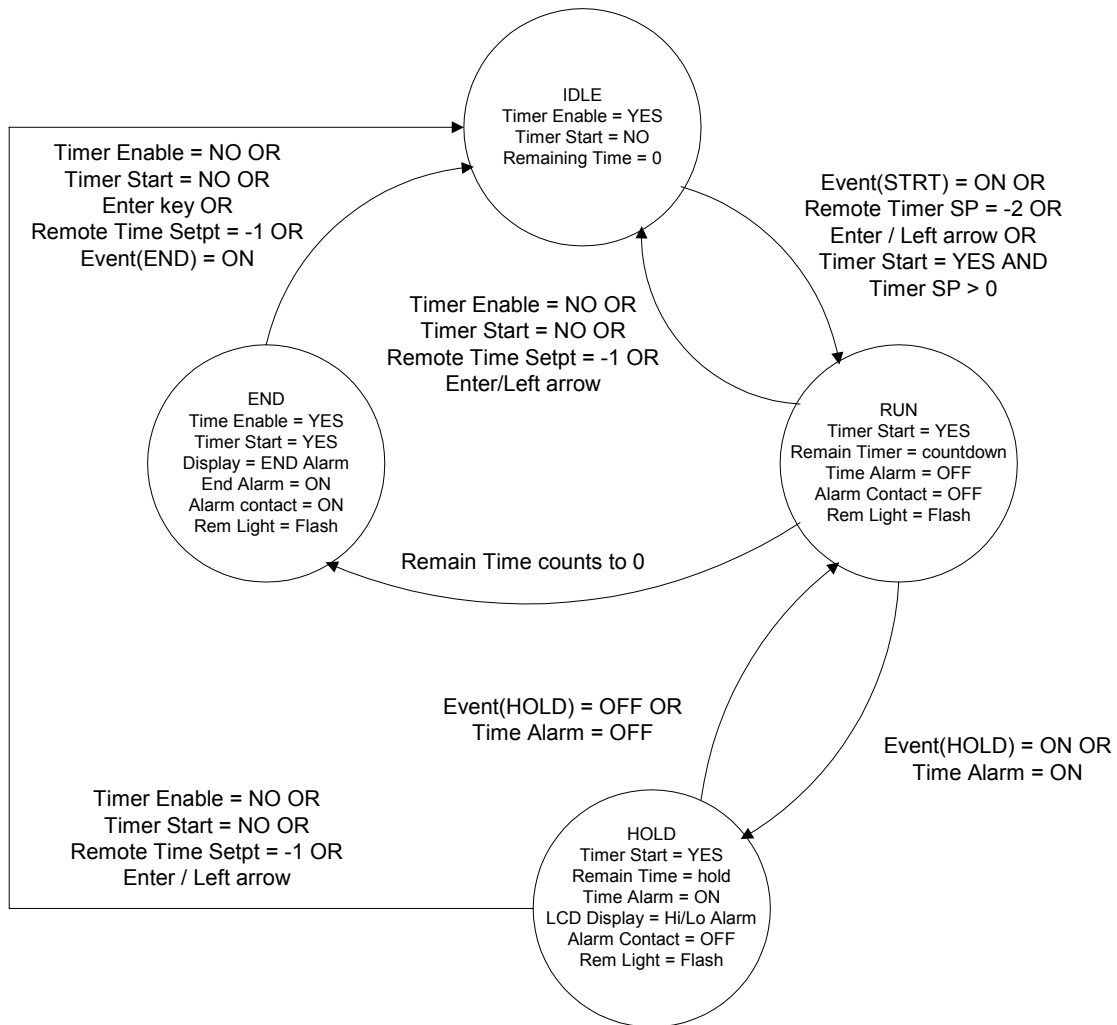 IDLE
Timer Enable = YES
Timer Start = NO
Remaining Time = 0
Timer Enable = NO OR
Timer Start = NO OR
Enter key OR
Remote Time Setpt = -1 OR
Event(END) = ON
Event(STRT) = ON OR
Remote Timer SP = -2 OR
Enter / Left arrow OR
Timer Start = YES AND
Timer SP > 0
Timer Enable = NO OR
Timer Start = NO OR
Remote Time Setpt = -1 OR
Enter/Left arrow
END
Time Enable = YES
Timer Start = YES
Display = END Alarm
End Alarm = ON
Alarm contact = ON
Rem Light = Flash
RUN
Timer Start = YES
Remain Timer = countdown
Time Alarm = OFF
Alarm Contact = OFF
Rem Light = Flash
Remain Time counts to 0
Event(HOLD) = OFF OR
Time Alarm = OFF
Event(HOLD) = ON OR
Time Alarm = ON
Timer Enable = NO OR
Timer Start = NO OR
Remote Time Setpt = -1 OR
Enter / Left arrow
HOLD
Timer Start = YES
Remain Time = hold
Time Alarm = ON
LCD Display = Hi/Lo Alarm
Alarm Contact = OFF
Rem Light = Flash